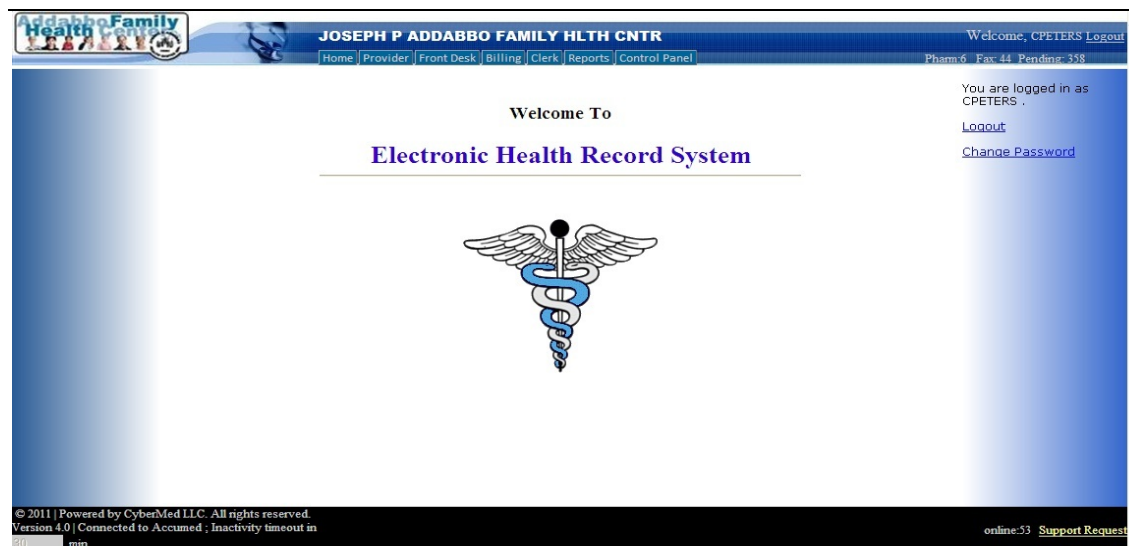 Addabbo Family
Health Center
JOSEPH P ADDABBO FAMILY HLTH CNTR
Welcome, CPETERS Logout
Home Provider Front Desk Billing Clerk Reports Control Panel
Pharm:6 Fax: 44 Pending: 358
You are logged in as
CPETERS .
Logout
Change Password
Welcome To
Electronic Health Record System
© 2011 | Powered by CyberMed LLC. All rights reserved.
Version 4.0 | Connected to Accumed ; Inactivity timeout in
30 min
online:53 Support Request